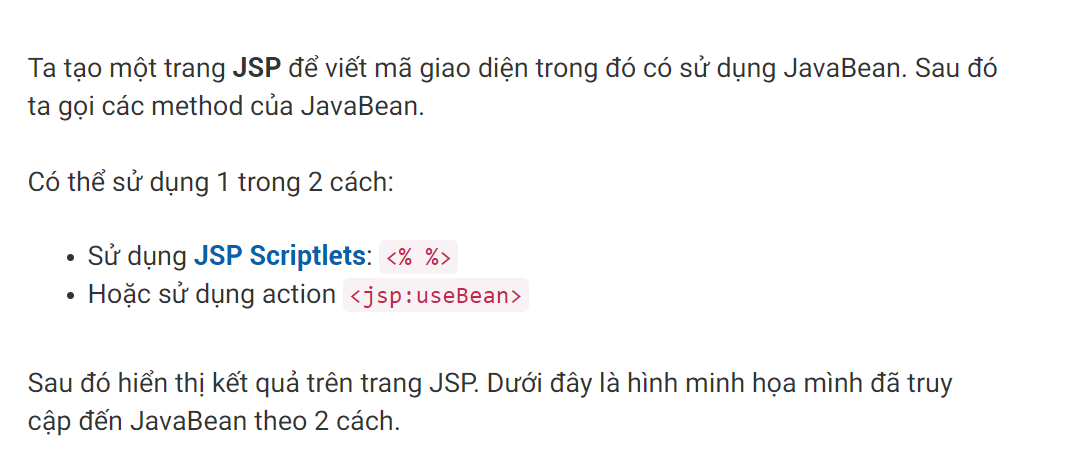 Ta tạo một trang JSP để viết mã giao diện trong đó có sử dụng JavaBean. Sau đó
ta gọi các method của JavaBean.
Có thể sử dụng 1 trong 2 cách:
• Sử dụng JSP Scriptlets: <% %>
• Hoặc sử dụng action <jsp:useBean>
Sau đó hiển thị kết quả trên trang JSP. Dưới đây là hình minh họa mình đã truy
cập đến JavaBean theo 2 cách.